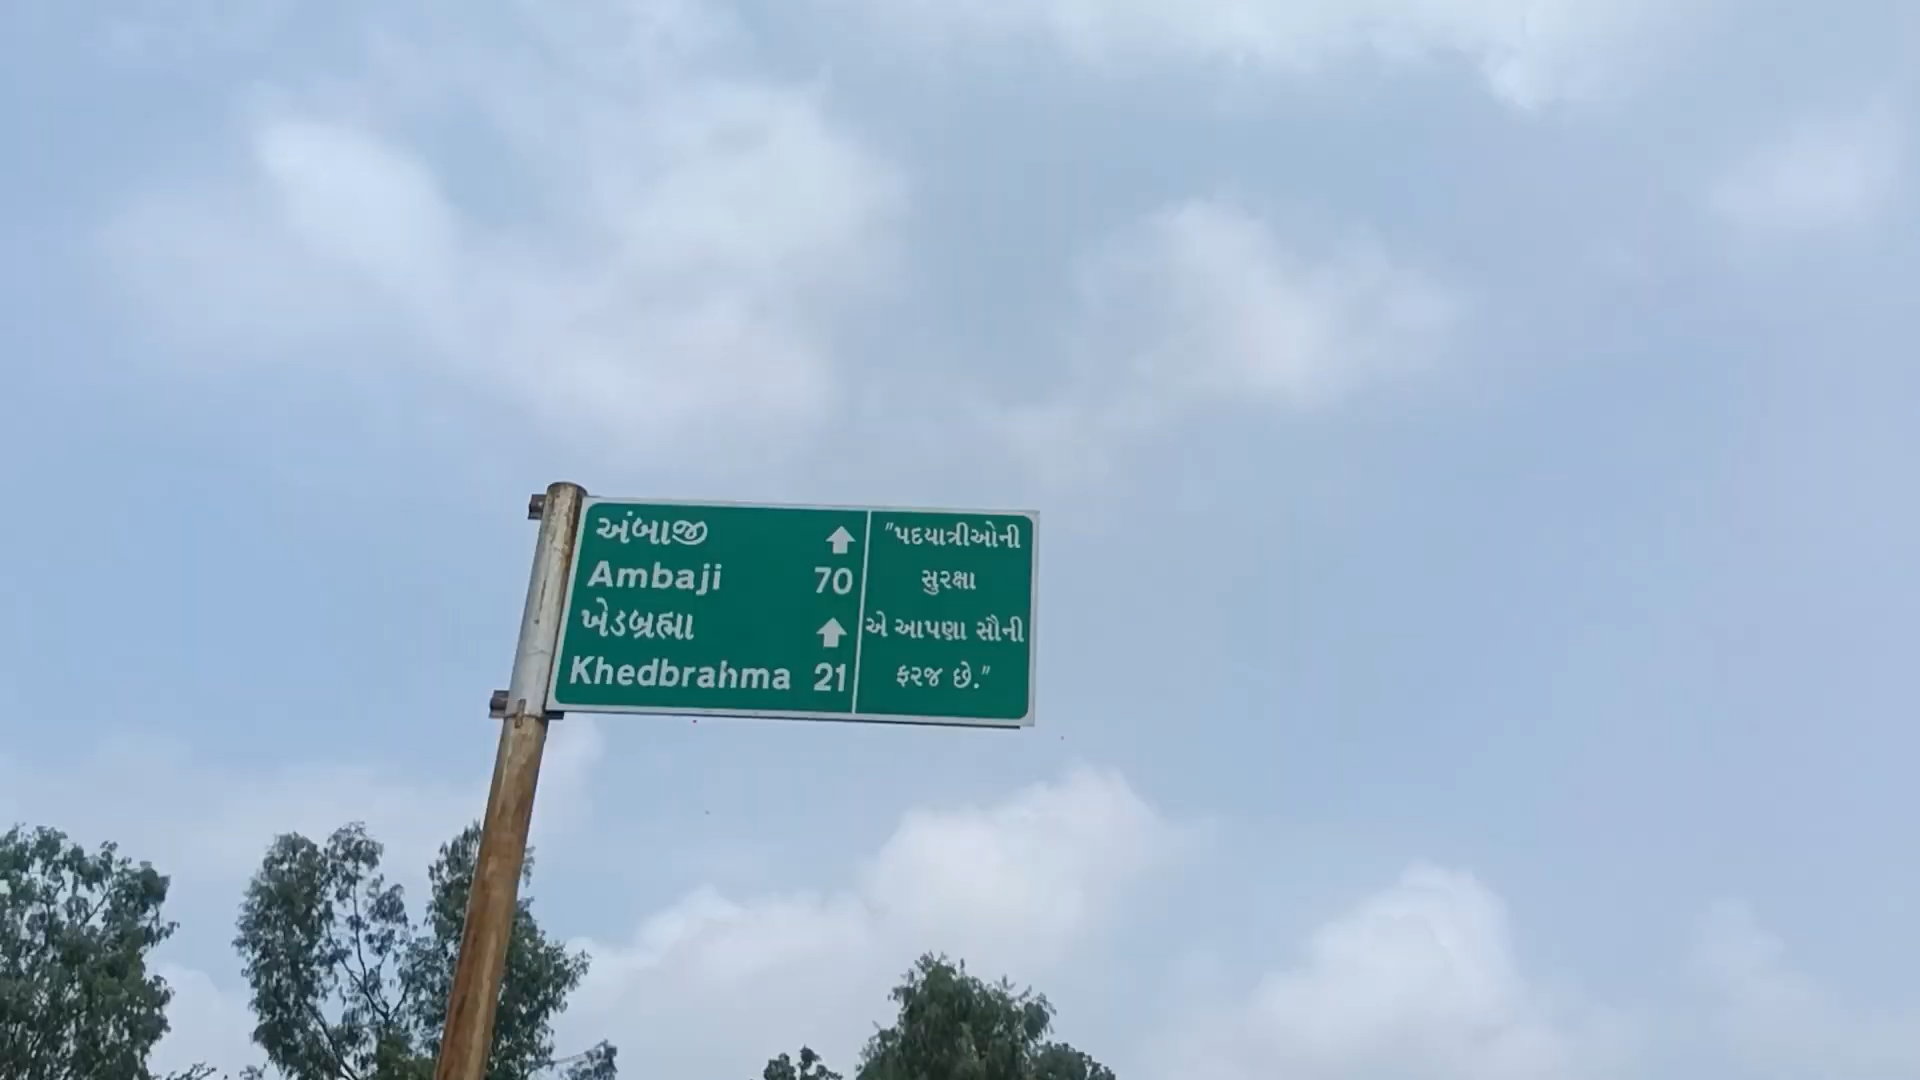 અંબાજી
Ambaji 70
ખેડબ્રહ્મા
Khedbrahma 21
"પદયાત્રીઓની
સુરક્ષા
એ આપણા સૌની
ફરજ છે."